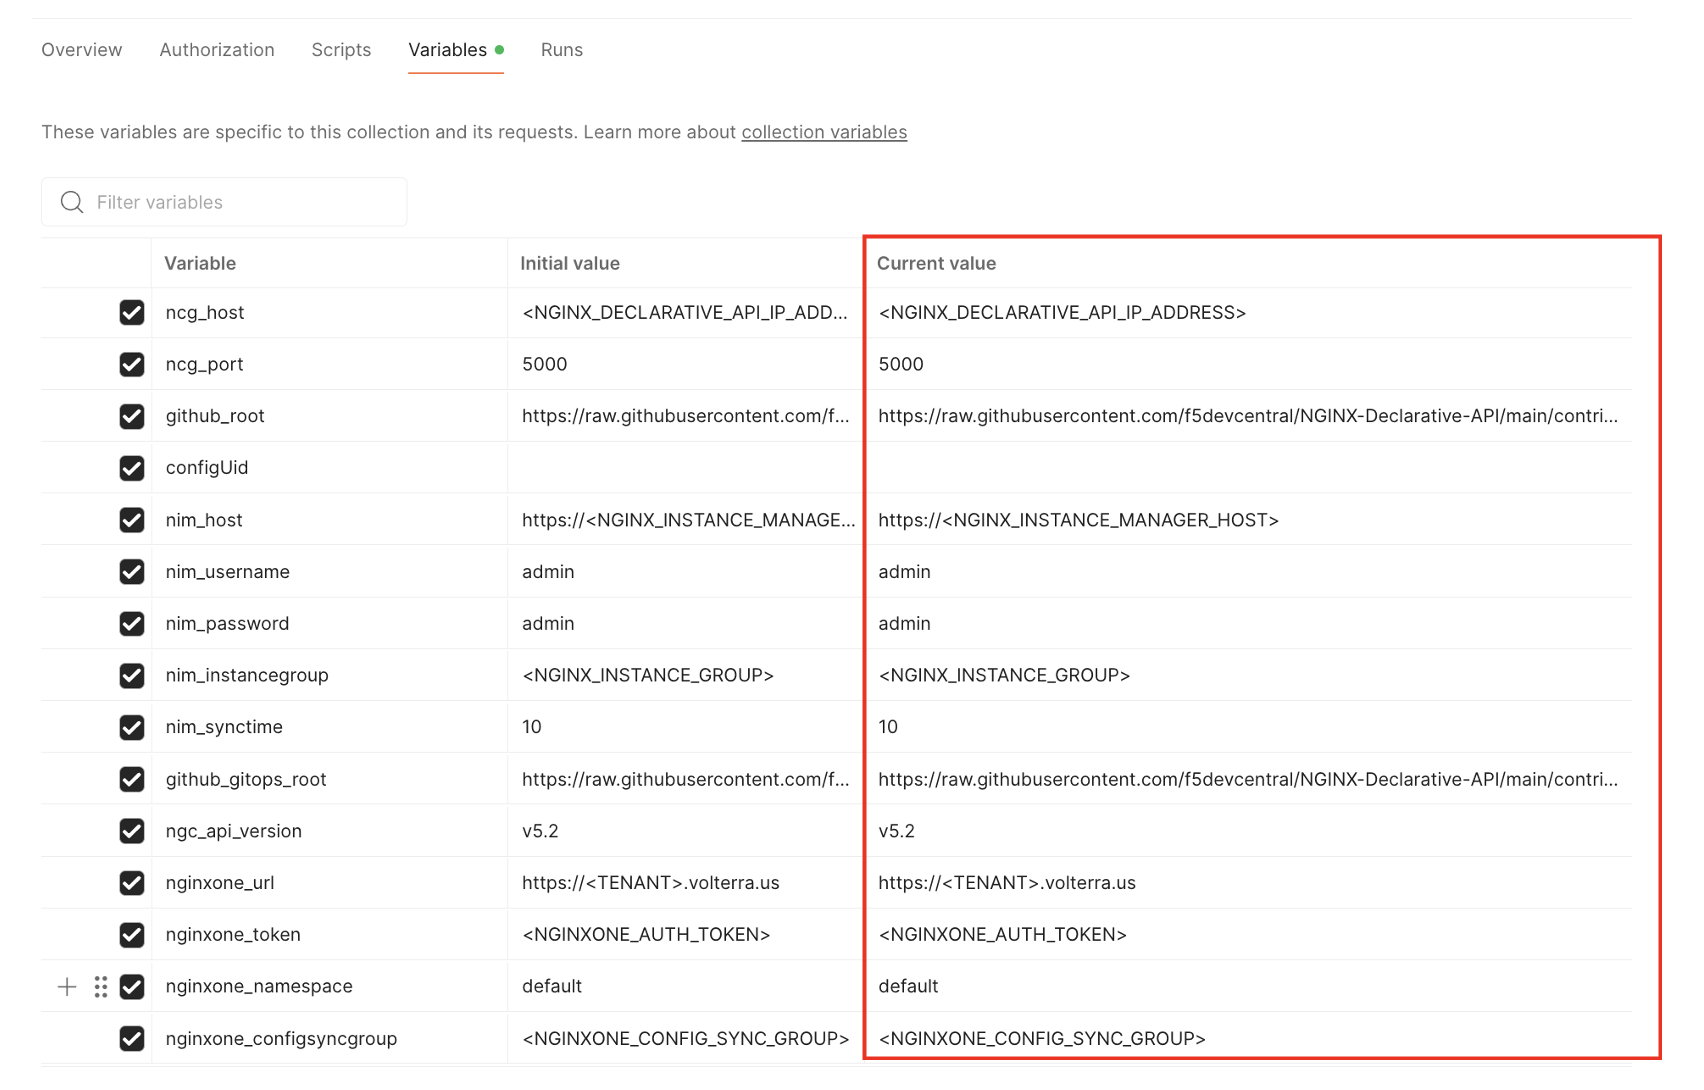 Overview Authorization Scripts Variables Runs
These variables are specific to this collection and its requests. Learn more about collection variables
Filter variables
Variable Initial value Current value
ncg_host <NGINX_DECLARATIVE_API_IP_ADD... <NGINX_DECLARATIVE_API_IP_ADDRESS>
ncg_port 5000 5000
github_root https://raw.githubusercontent.com/f... https://raw.githubusercontent.com/f5devcentral/NGINX-Declarative-API/main/contri...
configUid
nim_host https://<NGINX_INSTANCE_MANAGE... https://<NGINX_INSTANCE_MANAGER_HOST>
nim_username admin admin
nim_password admin admin
nim_instancegroup <NGINX_INSTANCE_GROUP> <NGINX_INSTANCE_GROUP>
nim_synctime 10 10
github_gitops_root https://raw.githubusercontent.com/f... https://raw.githubusercontent.com/f5devcentral/NGINX-Declarative-API/main/contri...
ngc_api_version v5.2 v5.2
nginxone_url https://<TENANT>.volterra.us https://<TENANT>.volterra.us
nginxone_token <NGINXONE_AUTH_TOKEN> <NGINXONE_AUTH_TOKEN>
nginxone_namespace default default
nginxone_configsyncgroup <NGINXONE_CONFIG_SYNC_GROUP> <NGINXONE_CONFIG_SYNC_GROUP>